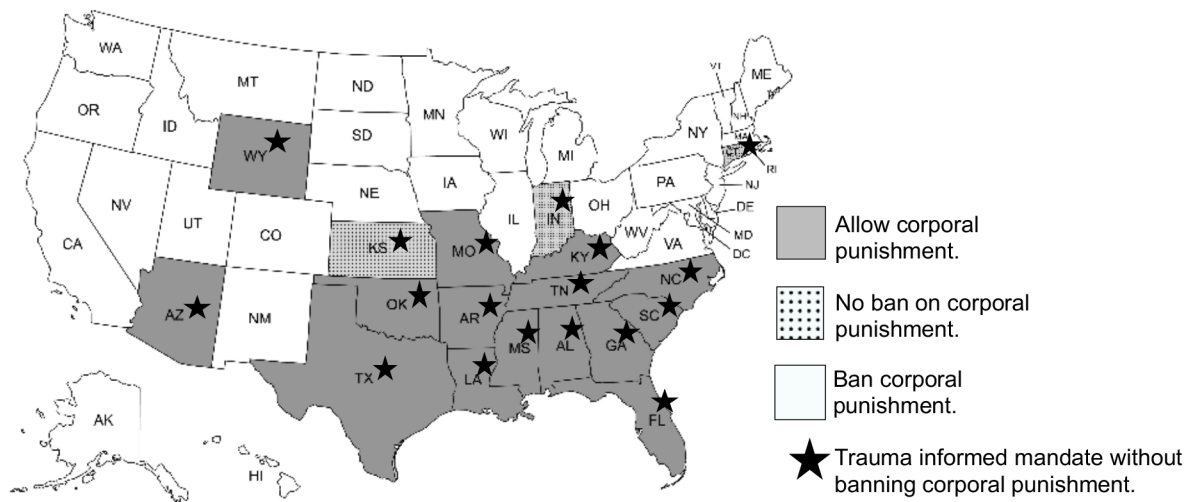 WA
MT
ND
MN
VT
ME
OR
ID
SD
WI
NH
NY
MI
MA
WY
CT
RI
IA
PA
NE
NJ
NV
UT
IL
IN
OH
DE
CO
WV
MD
KS
MO
VA
CA
KY
DC
NC
TN
OK
AZ
NM
AR
SC
MS
AL
GA
TX
LA
FL
AK
HI
Allow corporal
punishment.
No ban on corporal
punishment.
Ban corporal
punishment.
Trauma informed mandate without
banning corporal punishment.